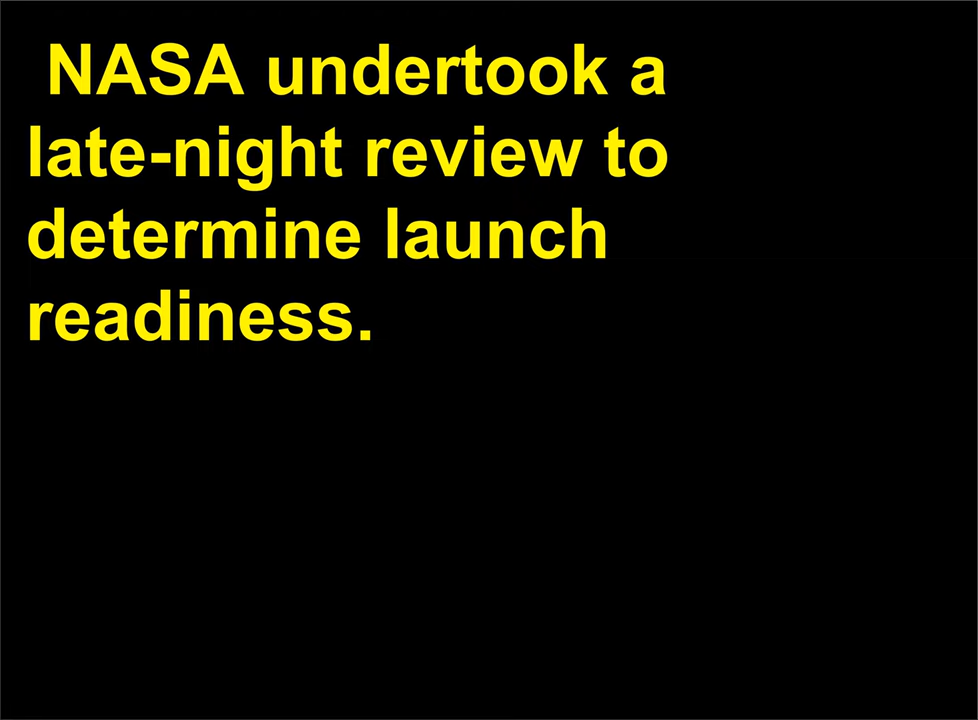 NASA undertook a
late-night review to
determine launch
readiness.